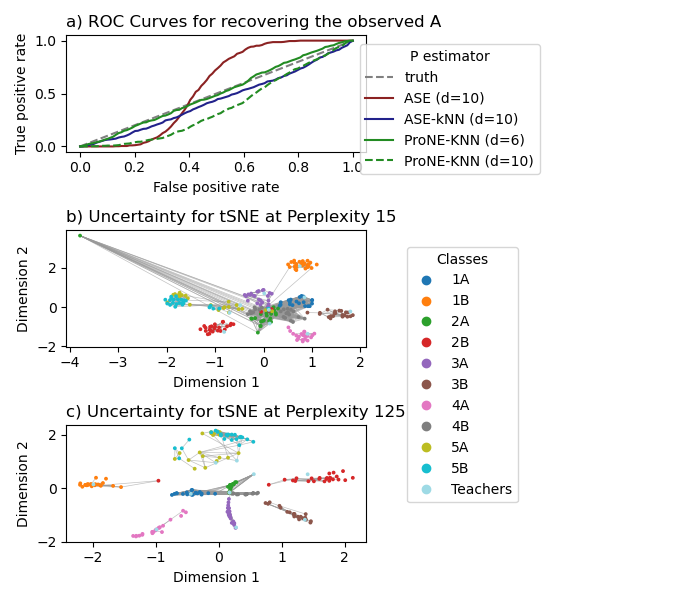 a) ROC Curves for recovering the observed A
True positive rate
1.0
0.5
0.0
0.0 0.2 0.4 0.6 0.8 1.0
False positive rate
P estimator
truth
ASE (d=10)
ASE-kNN (d=10)
ProNE-KNN (d=6)
ProNE-KNN (d=10)
b) Uncertainty for tSNE at Perplexity 15
Dimension 2
2
0
−2
−4 −3 −2 −1 0 1 2
Dimension 1
Classes
1A
1B
2A
2B
3A
3B
4A
4B
5A
5B
Teachers
c) Uncertainty for tSNE at Perplexity 125
Dimension 2
2
0
−2
−2 −1 0 1 2
Dimension 1